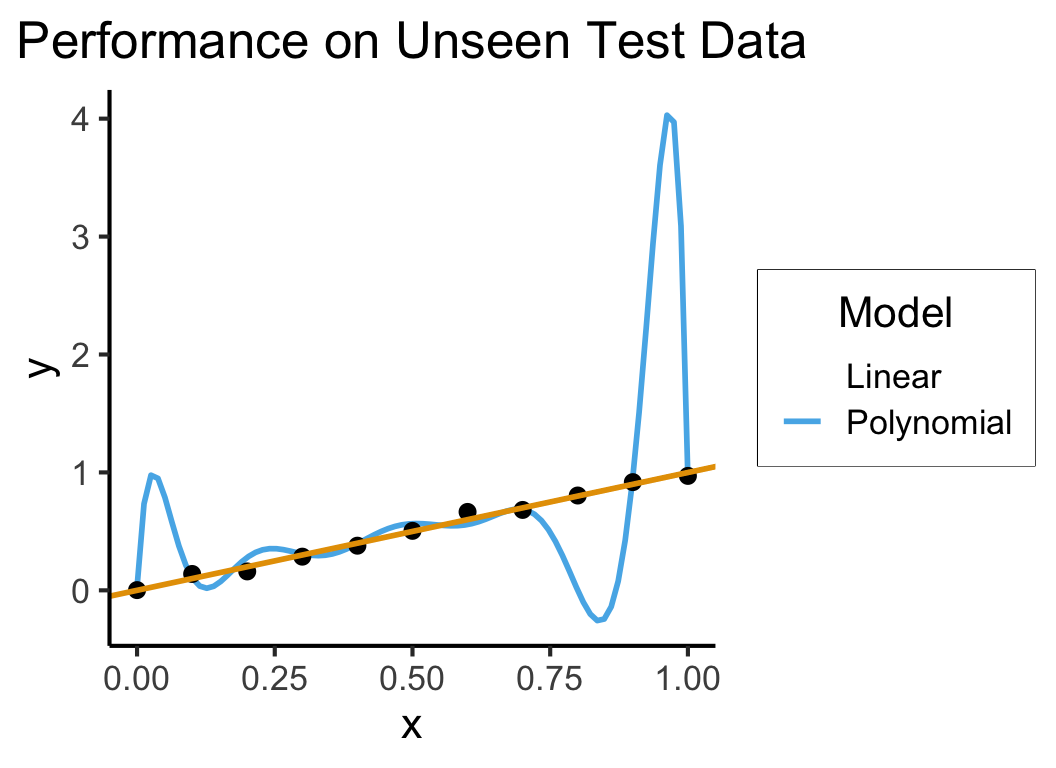 Performance on Unseen Test Data
4
3
2
1
0
y
0.00 0.25 0.50 0.75 1.00
x
Model
Linear
Polynomial